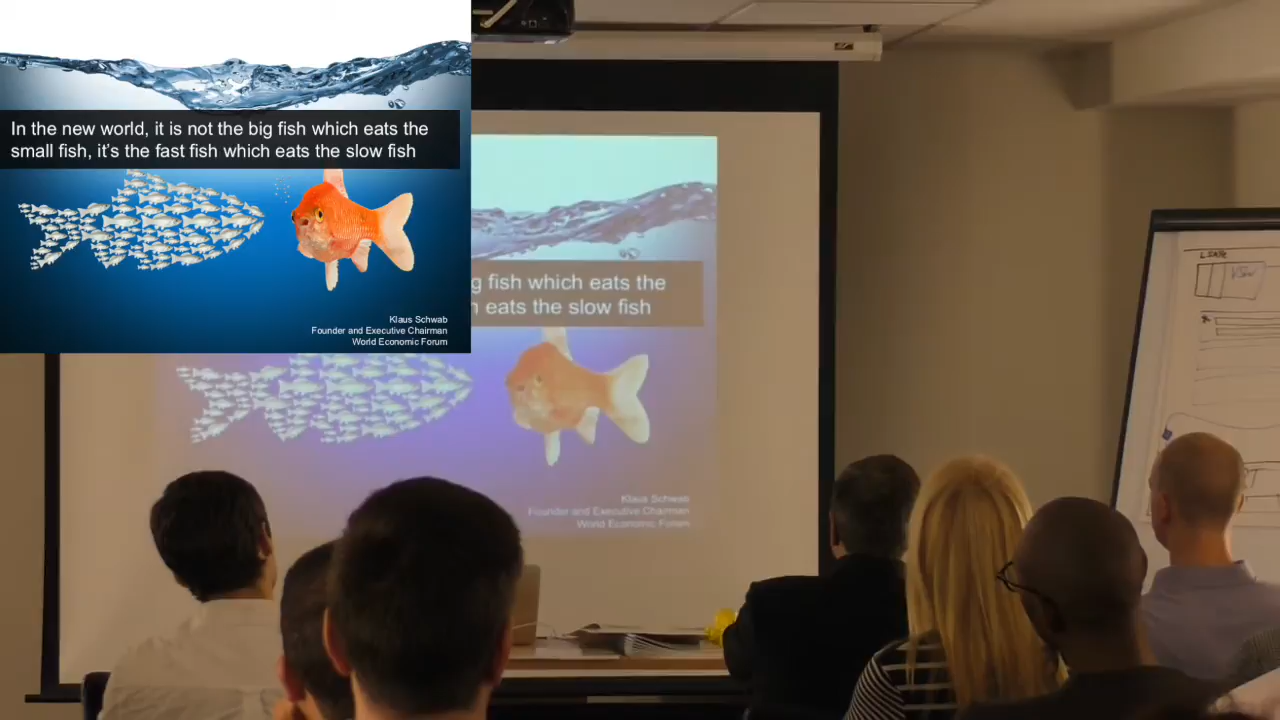 In the new world, it is not the big fish which eats the
small fish, it's the fast fish which eats the slow fish
Klaus Schwab
Founder and Executive Chairman
World Economic Forum
g fish which eats the
eats the slow fish
Klaus Schwab
Founder and Executive Chairman
World Economic Forum